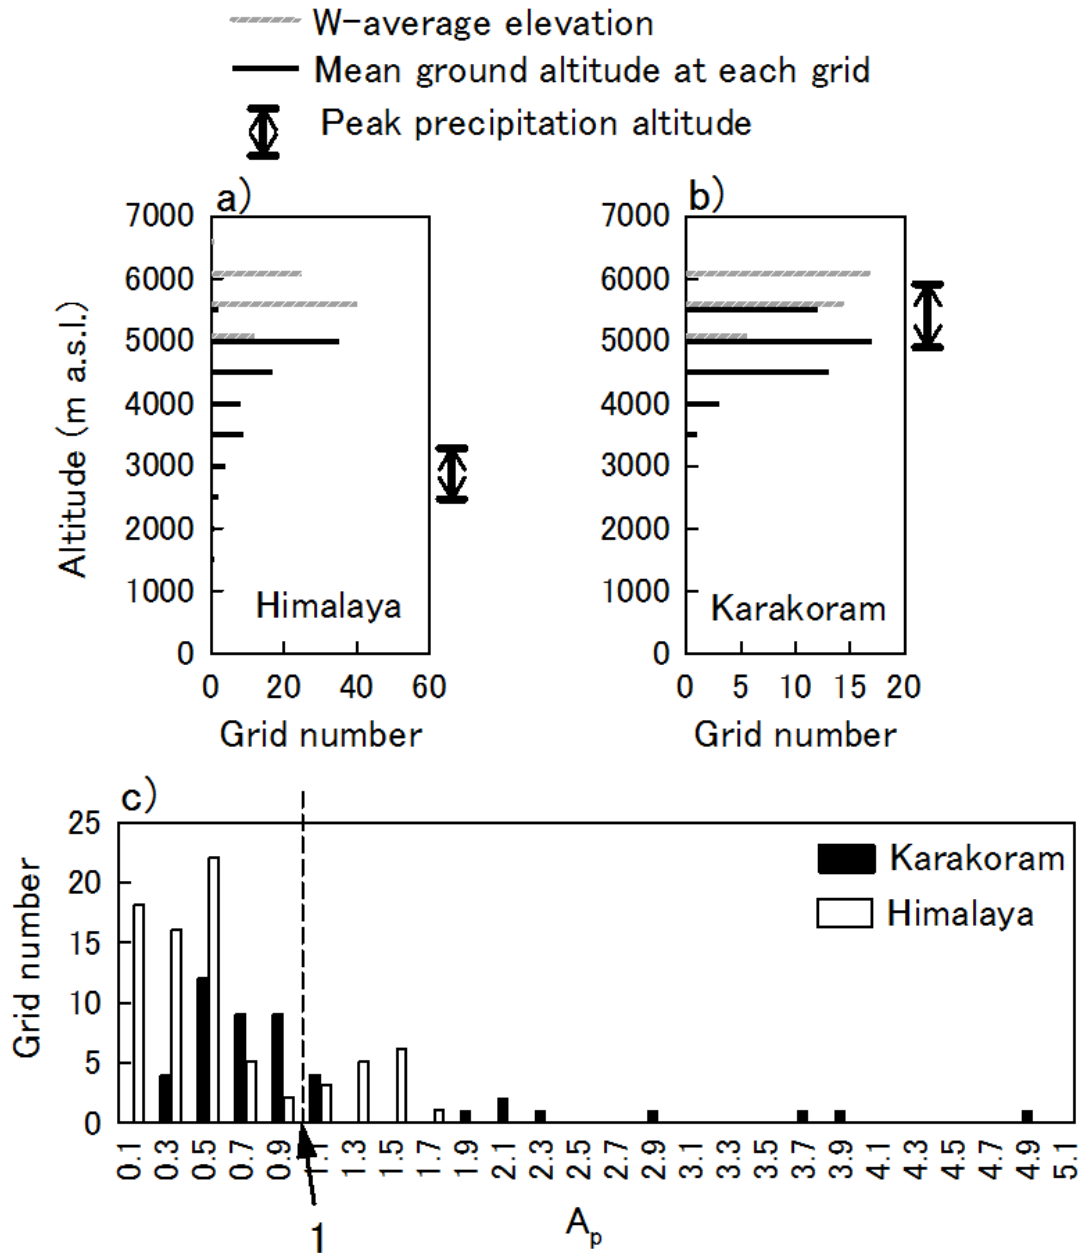 W-average elevation
Mean ground altitude at each grid
Peak precipitation altitude
a)
b)
7000
6000
5000
4000
3000
2000
1000
0
Altitude (m a.s.l.)
Himalaya
0 20 40 60
Grid number
7000
6000
5000
4000
3000
2000
1000
0
Karakoram
0 5 10 15 20
Grid number
c)
25
20
15
10
5
0
Grid number
Karakoram
Himalaya
0.1 0.3 0.5 0.7 0.9 1.1 1.3 1.5 1.7 1.9 2.1 2.3 2.5 2.7 2.9 3.1 3.3 3.5 3.7 3.9 4.1 4.3 4.5 4.7 4.9 5.1
1
Ap